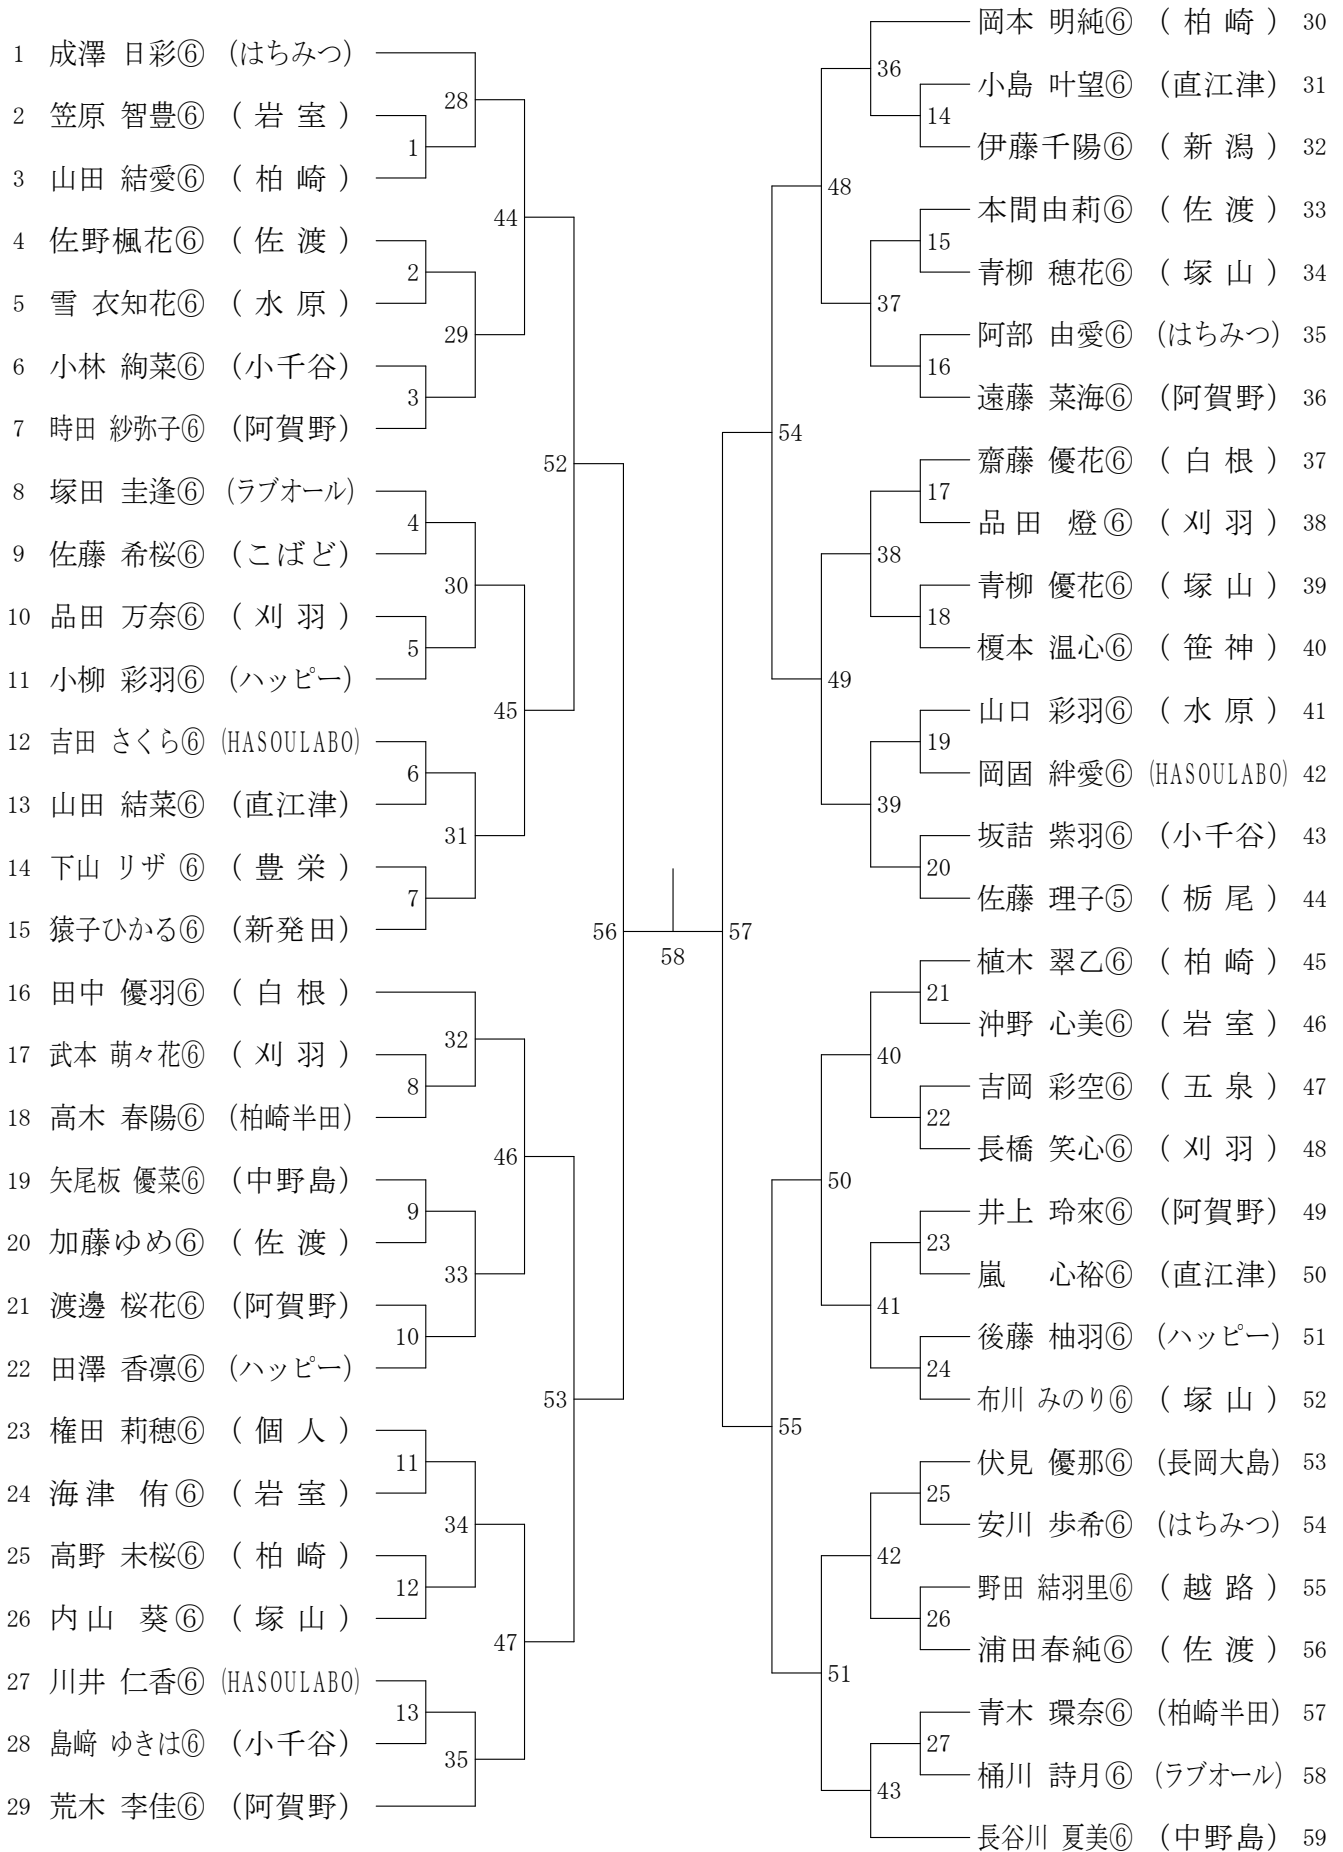 1 成澤 日彩⑥ (はちみつ)
2 笠原 智豊⑥ ( 岩 室 )
3 山田 結愛⑥ ( 柏 崎 )
4 佐野楓花⑥ ( 佐 渡 )
5 雪 衣知花⑥ ( 水 原 )
6 小林 絢菜⑥ (小千谷)
7 時田 紗弥子⑥ (阿賀野)
8 塚田 圭逢⑥ (ラブオール)
9 佐藤 希桜⑥ (こばど)
10 品田 万奈⑥ ( 刈 羽 )
11 小柳 彩羽⑥ (ハッピー)
12 吉田 さくら⑥ (HASOULABO)
13 山田 結菜⑥ (直江津)
14 下山 リザ ⑥ ( 豊 栄 )
15 猿子ひかる⑥ (新発田)
16 田中 優羽⑥ ( 白 根 )
17 武本 萌々花⑥ ( 刈 羽 )
18 高木 春陽⑥ (柏崎半田)
19 矢尾板 優菜⑥ (中野島)
20 加藤ゆめ⑥ ( 佐 渡 )
21 渡邊 桜花⑥ (阿賀野)
22 田澤 香凛⑥ (ハッピー)
23 権田 莉穂⑥ ( 個 人 )
24 海津 侑⑥ ( 岩 室 )
25 高野 未桜⑥ ( 柏 崎 )
26 内山 葵⑥ ( 塚 山 )
27 川井 仁香⑥ (HASOULABO)
28 島﨑 ゆきは⑥ (小千谷)
29 荒木 李佳⑥ (阿賀野)
1
2
3
4
5
6
7
8
9
10
11
12
13
28
29
30
31
32
33
34
35
44
45
46
47
52
53
56
58
57
54
55
48
49
50
51
36
37
38
39
40
41
42
43
14
15
16
17
18
19
20
21
22
23
24
25
26
27
岡本 明純⑥ ( 柏 崎 ) 30
小島 叶望⑥ (直江津) 31
伊藤千陽⑥ ( 新 潟 ) 32
本間由莉⑥ ( 佐 渡 ) 33
青柳 穂花⑥ ( 塚 山 ) 34
阿部 由愛⑥ (はちみつ) 35
遠藤 菜海⑥ (阿賀野) 36
齋藤 優花⑥ ( 白 根 ) 37
品田 燈⑥ ( 刈 羽 ) 38
青柳 優花⑥ ( 塚 山 ) 39
榎本 温心⑥ ( 笹 神 ) 40
山口 彩羽⑥ ( 水 原 ) 41
岡固 絆愛⑥ (HASOULABO) 42
坂詰 紫羽⑥ (小千谷) 43
佐藤 理子⑤ ( 栃 尾 ) 44
植木 翠乙⑥ ( 柏 崎 ) 45
沖野 心美⑥ ( 岩 室 ) 46
吉岡 彩空⑥ ( 五 泉 ) 47
長橋 笑心⑥ ( 刈 羽 ) 48
井上 玲來⑥ (阿賀野) 49
嵐 心裕⑥ (直江津) 50
後藤 柚羽⑥ (ハッピー) 51
布川 みのり⑥ ( 塚 山 ) 52
伏見 優那⑥ (長岡大島) 53
安川 歩希⑥ (はちみつ) 54
野田 結羽里⑥ ( 越 路 ) 55
浦田春純⑥ ( 佐 渡 ) 56
青木 環奈⑥ (柏崎半田) 57
桶川 詩月⑥ (ラブオール) 58
長谷川 夏美⑥ (中野島) 59